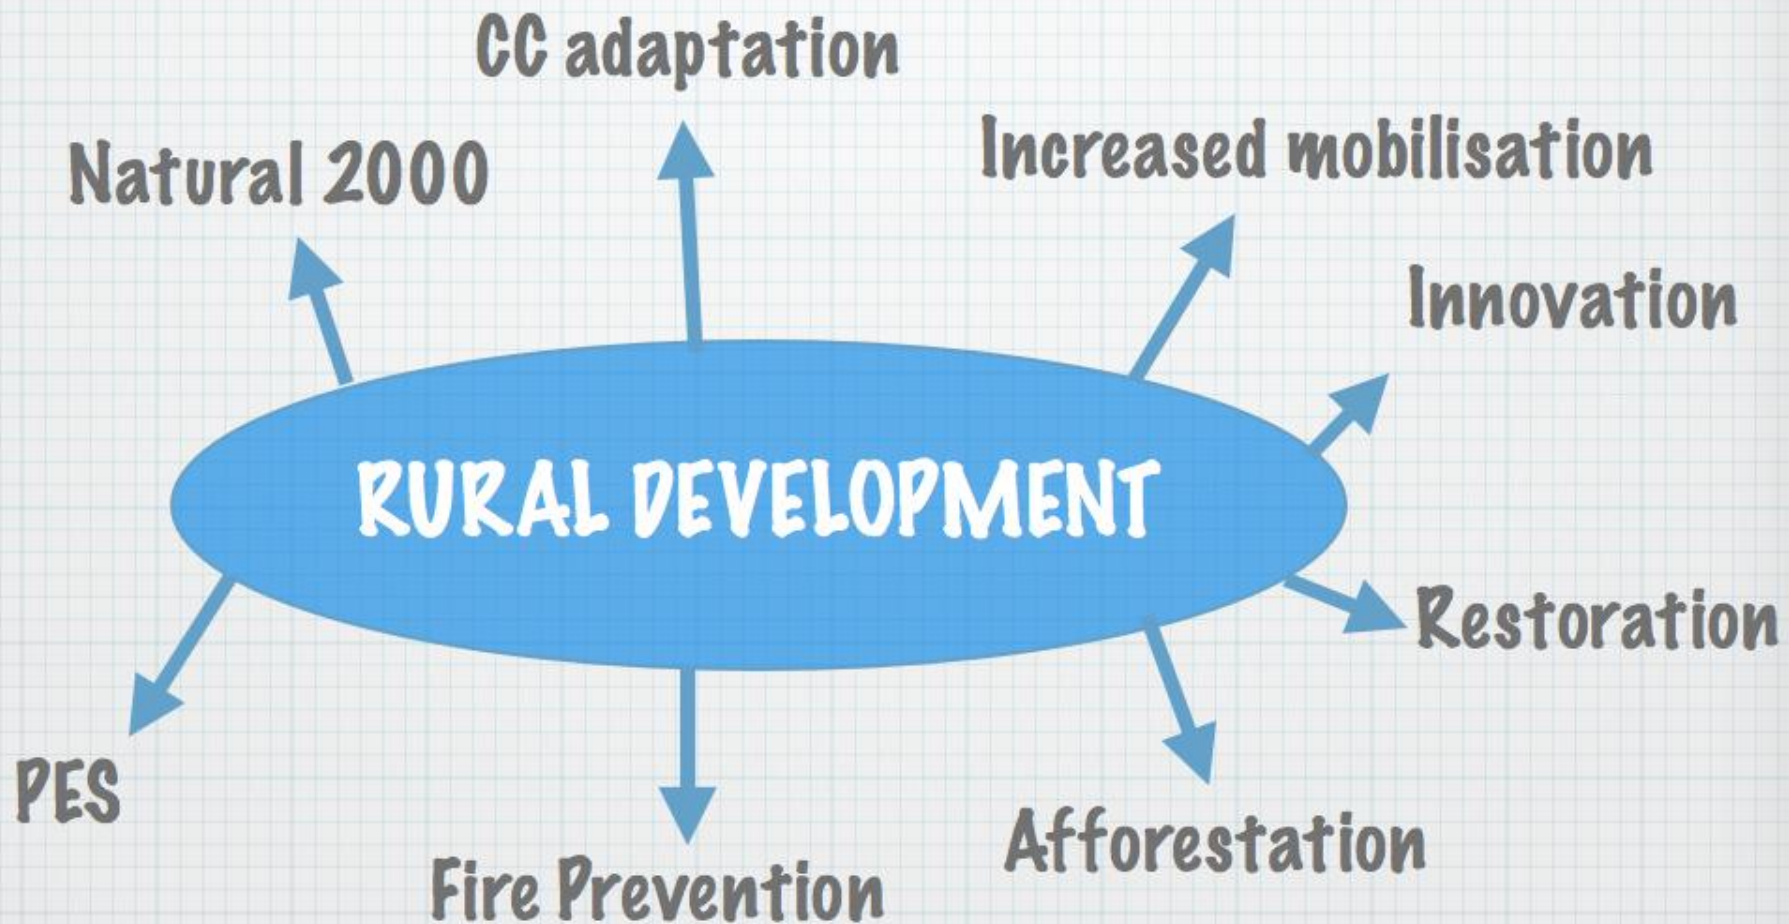 CC adaptation
Natural 2000
Increased mobilisation
Innovation
RURAL DEVELOPMENT
Restoration
PES
Afforestation
Fire Prevention